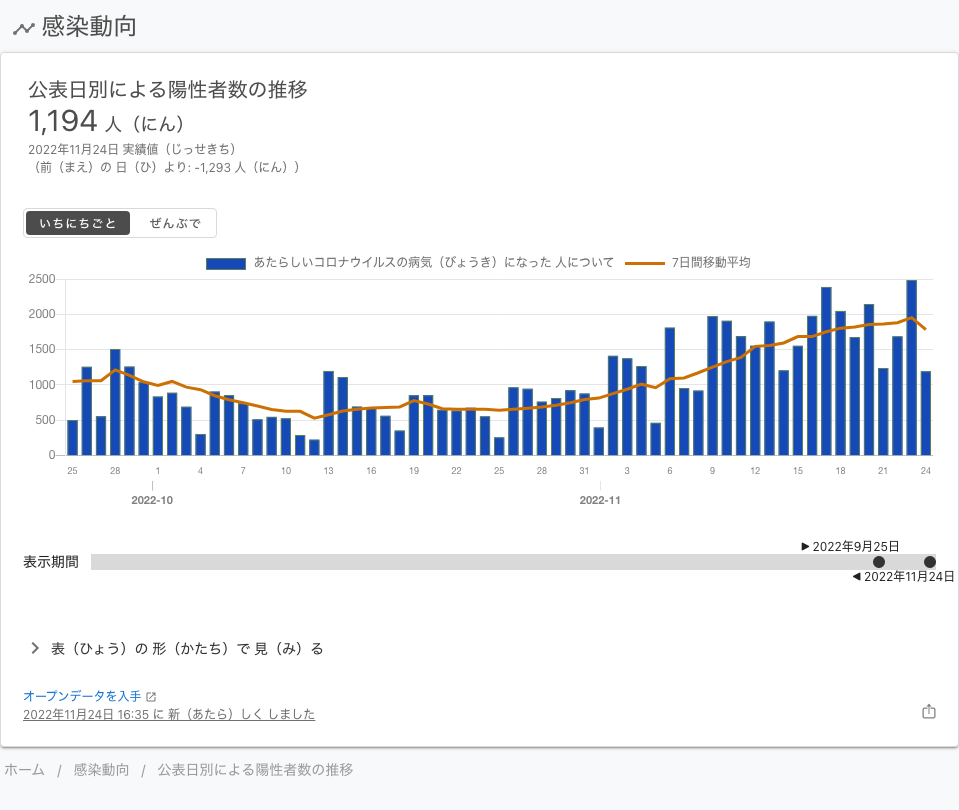 感染動向
公表日別による陽性者数の推移
1,194 人（にん）
2022年11月24日 実績値（じっせきち）
（前（まえ）の 日（ひ）より: -1,293 人（にん））
いちにちごと ぜんぶで
あたらしいコロナウイルスの病気（びょうき）になった 人について 7日間移動平均
2500
2000
1500
1000
500
0
25 28 1 4 7 10 13 16 19 22 25 28 31 3 6 9 12 15 18 21 24
2022-10 2022-11
▶ 2022年9月25日
表示期間
◀ 2022年11月24日
表（ひょう）の 形（かたち）で 見（み）る
オープンデータを入手
2022年11月24日 16:35 に 新（あたら）しく しました
ホーム / 感染動向 / 公表日別による陽性者数の推移